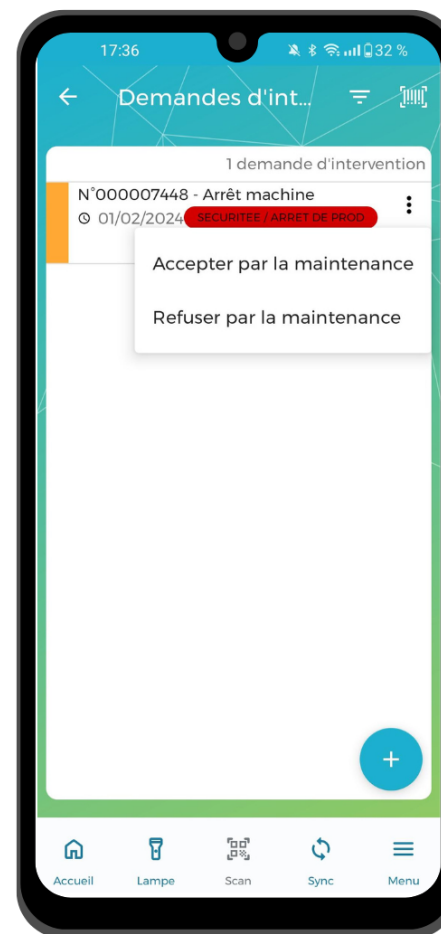 17:36 32 %
Demandes d'int...
1 demande d'intervention
N°000007448 - Arrêt machine
01/02/2024 SECURITEE / ARRET DE PROD
Accepter par la maintenance
Refuser par la maintenance
+
Accueil Lampe Scan Sync Menu